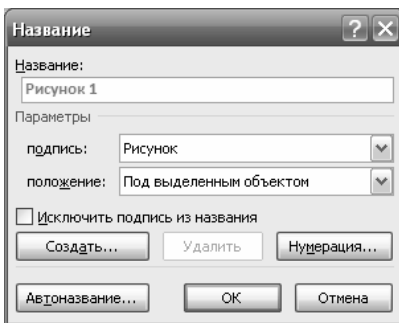 Название
Название:
Рисунок 1
Параметры
подпись: Рисунок
положение: Под выделенным объектом
Исключить подпись из названия
Создать... Удалить Нумерация...
Автоназвание... ОК Отмена